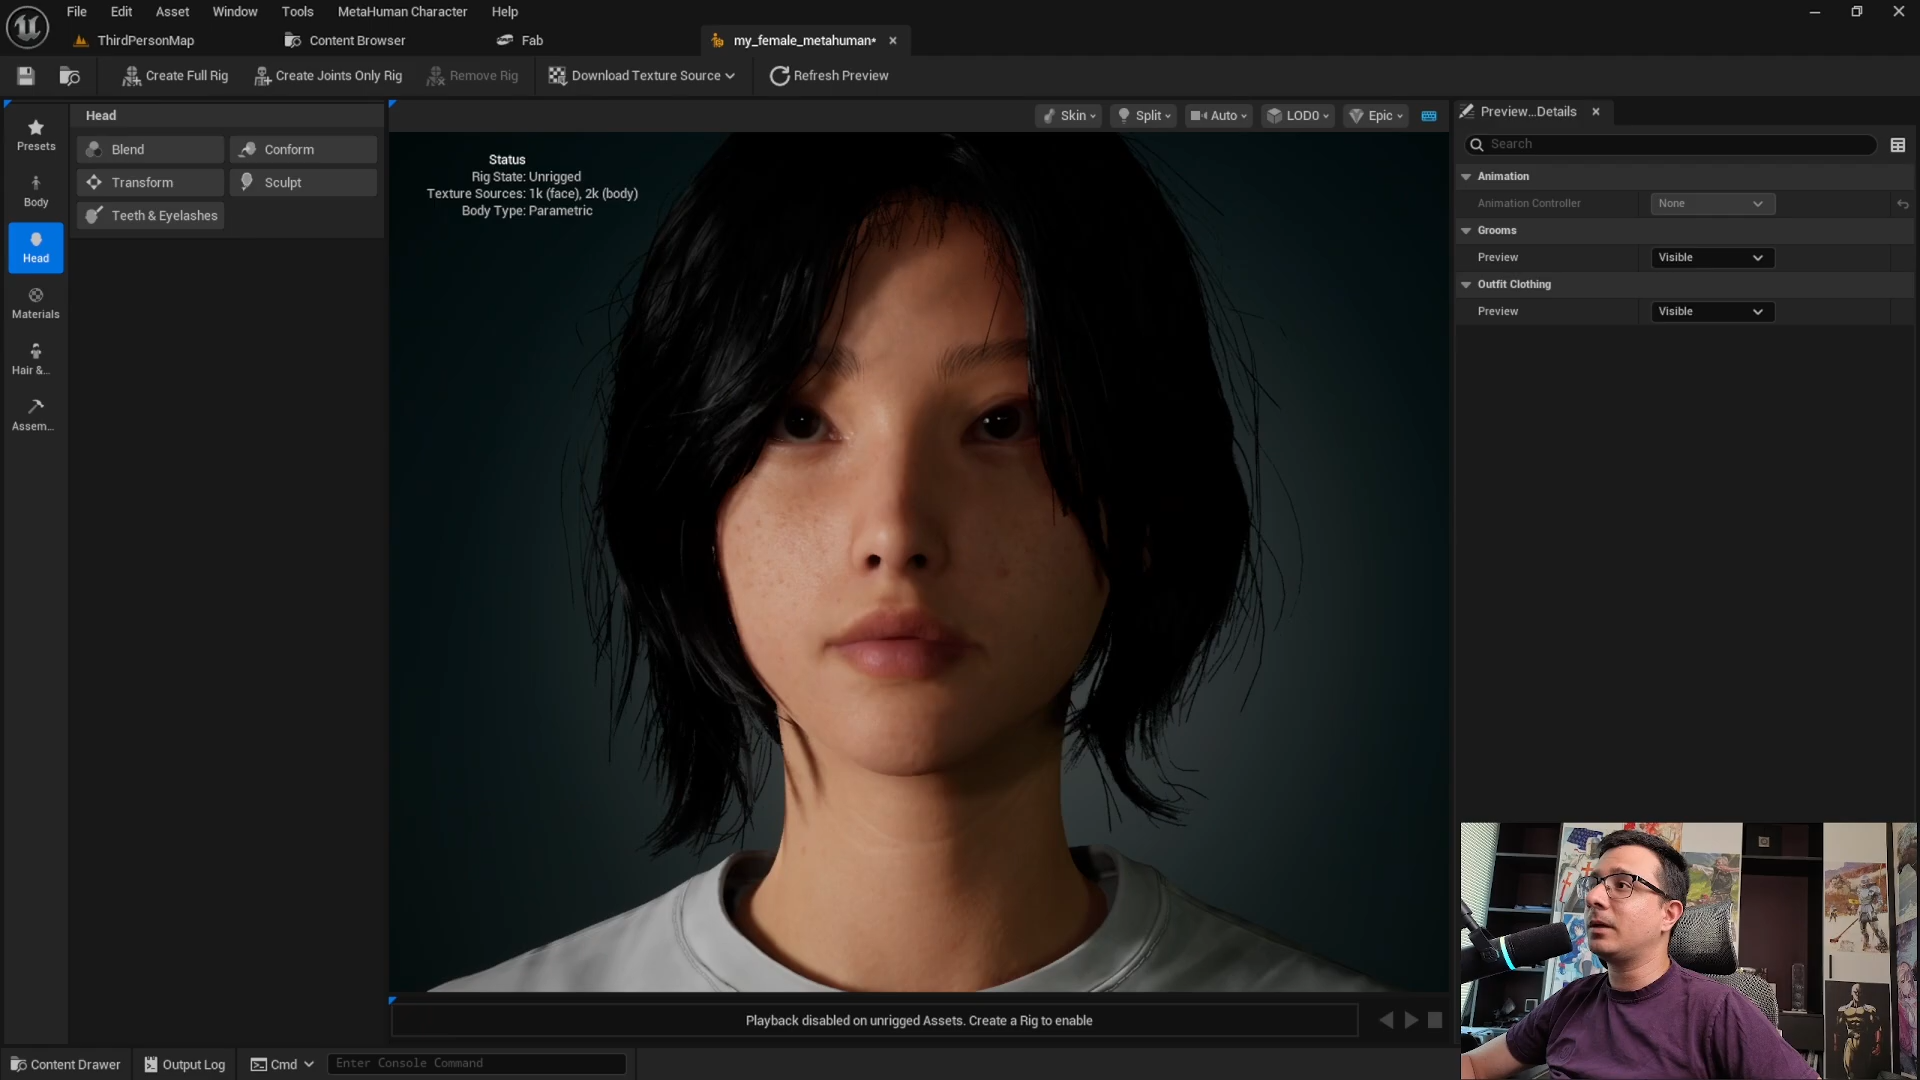 File Edit Asset Window Tools MetaHuman Character Help
ThirdPersonMap Content Browser Fab my_female_metahuman*
Create Full Rig Create Joints Only Rig Remove Rig Download Texture Source Refresh Preview
Presets
Body
Head
Materials
Hair &...
Assem...
Head
Blend Conform
Transform Sculpt
Teeth & Eyelashes
Skin Split Auto LOD0 Epic
Status
Rig State: Unrigged
Texture Sources: 1k (face), 2k (body)
Body Type: Parametric
Playback disabled on unrigged Assets. Create a Rig to enable
Preview...Details
Search
Animation
Animation Controller None
Grooms
Preview Visible
Outfit Clothing
Preview Visible
Content Drawer Output Log Cmd Enter Console Command